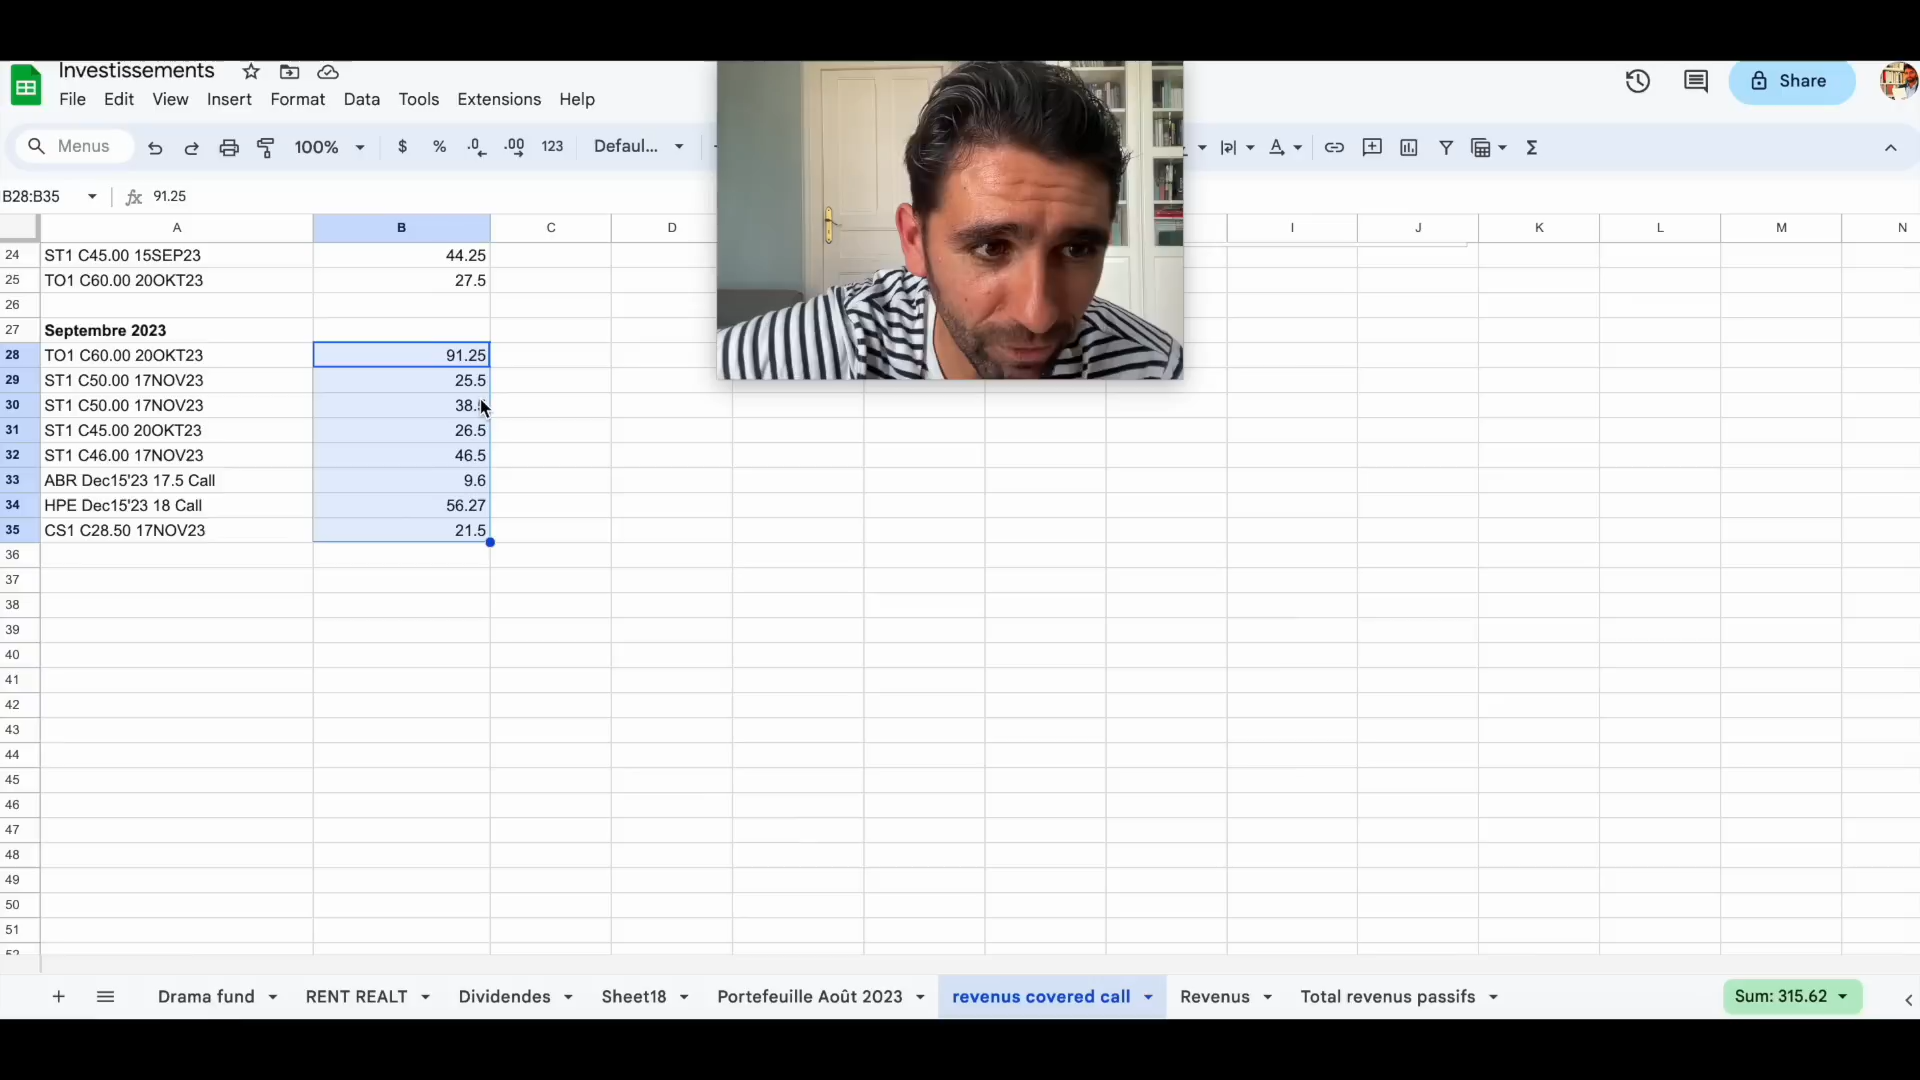 Investissements
File Edit View Insert Format Data Tools Extensions Help
Share
Menus 100% $ % .0 .00 123 Defaul...
B28:B35 fx 91.25
A B C D I J K L M N
24 ST1 C45.00 15SEP23 44.25
25 TO1 C60.00 20OKT23 27.5
26
27 Septembre 2023
28 TO1 C60.00 20OKT23 91.25
29 ST1 C50.00 17NOV23 25.5
30 ST1 C50.00 17NOV23 38.
31 ST1 C45.00 20OKT23 26.5
32 ST1 C46.00 17NOV23 46.5
33 ABR Dec15'23 17.5 Call 9.6
34 HPE Dec15'23 18 Call 56.27
35 CS1 C28.50 17NOV23 21.5
36
37
38
39
40
41
42
43
44
45
46
47
48
49
50
51
52
Drama fund RENT REALT Dividendes Sheet18 Portefeuille Août 2023 revenus covered call Revenus Total revenus passifs Sum: 315.62